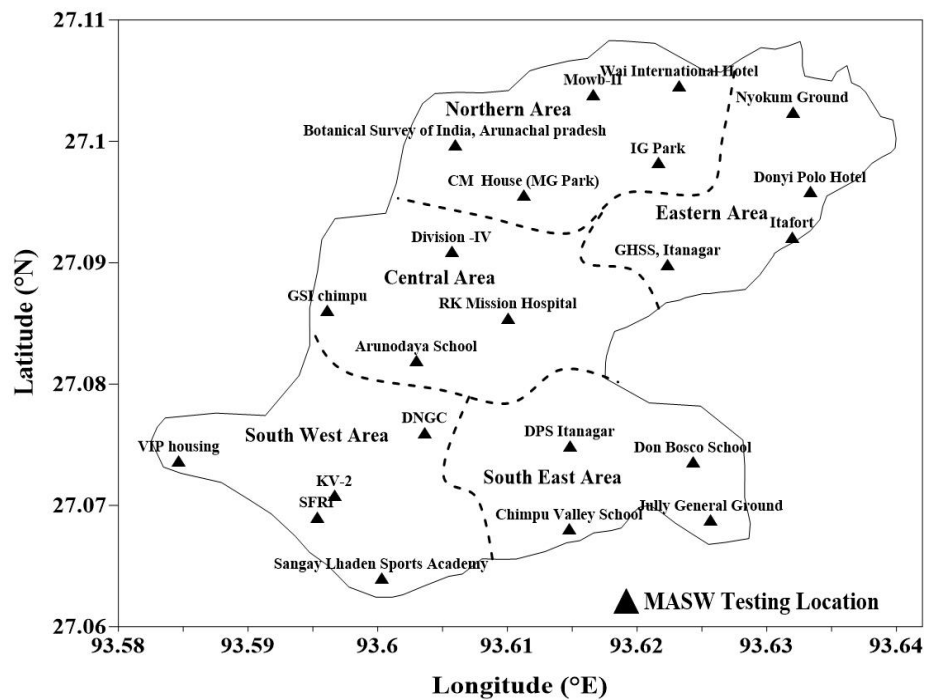 27.11
Wai International Hotel
Mowb-II
Nyokum Ground
Northern Area
Botanical Survey of India, Arunachal pradesh
27.1
IG Park
CM House (MG Park)
Donyi Polo Hotel
Eastern Area
Itafort
Division -IV
GHSS, Itanagar
27.09
Central Area
GSI chimpu
RK Mission Hospital
Arunodaya School
Latitude (°N)
27.08
DNGC
DPS Itanagar
South West Area
VIP housing
Don Bosco School
South East Area
KV-2
SFRI
27.07
Chimpu Valley School
Jully General Ground
Sangay Lhaden Sports Academy
MASW Testing Location
27.06
93.58 93.59 93.6 93.61 93.62 93.63 93.64
Longitude (°E)